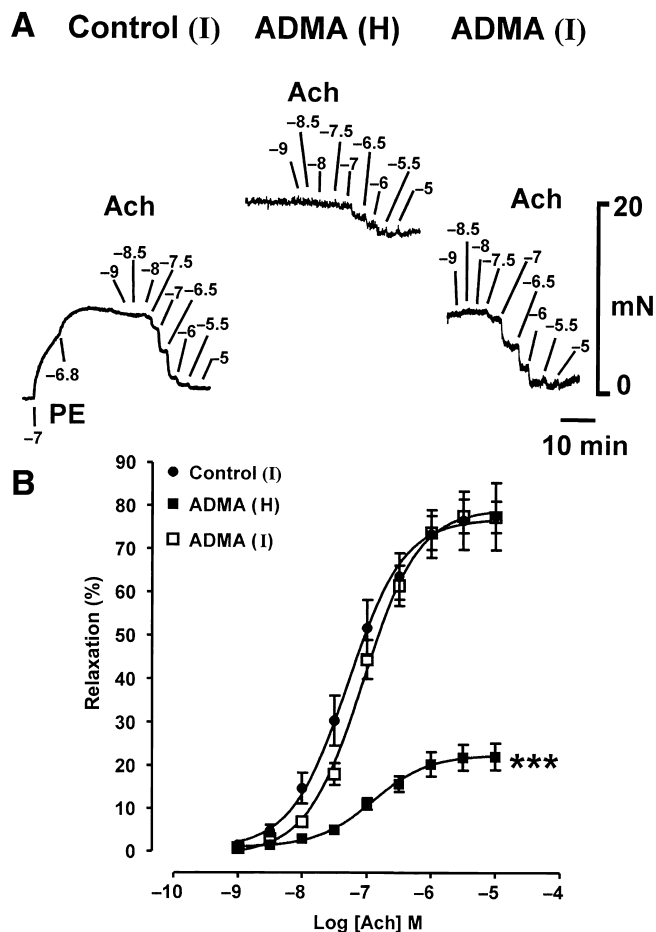 A
Control (I) ADMA (H) ADMA (I)
Ach
–9 –8.5 –8 –7.5 –7 –6.5 –6 –5.5 –5
–7 –6.8
PE
Ach
–9 –8.5 –8 –7.5 –7 –6.5 –6 –5.5 –5
Ach
–9 –8.5 –8 –7.5 –7 –6.5 –6 –5.5 –5
20
mN
0
10 min
B
Relaxation (%)
90
80
70
60
50
40
30
20
10
0
Control (I)
ADMA (H)
ADMA (I)
***
–10 –9 –8 –7 –6 –5 –4
Log [Ach] M